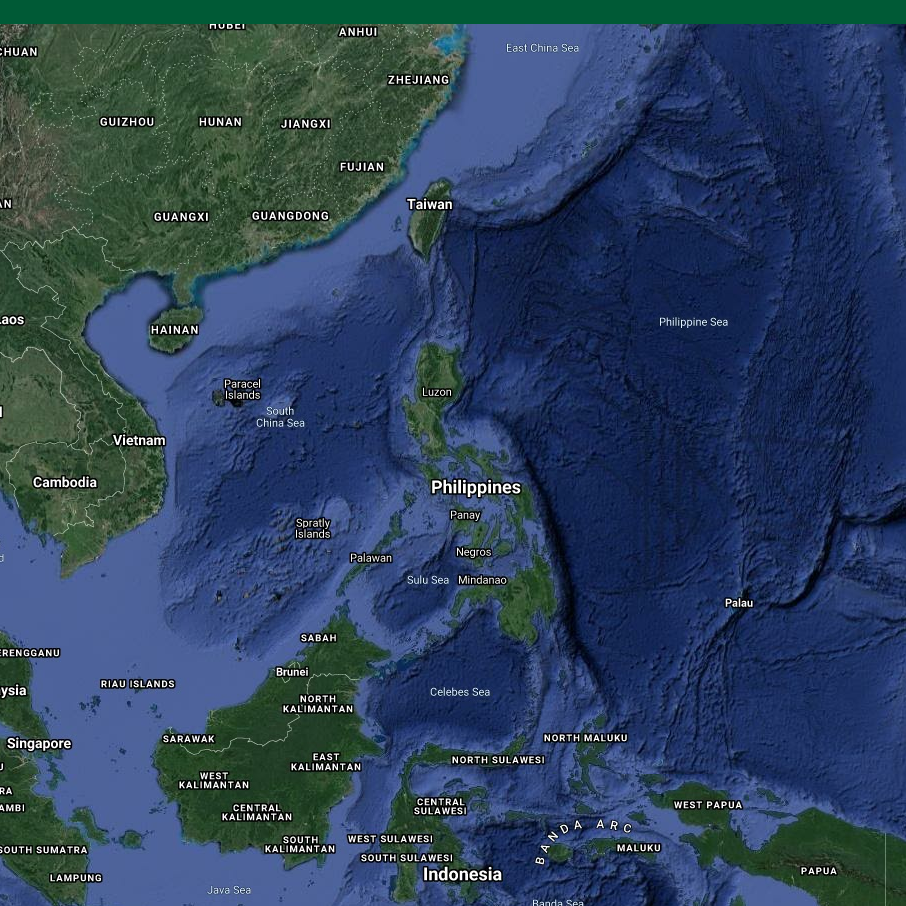 HUBEI
ANHUI
East China Sea
CHUAN
ZHEJIANG
GUIZHOU
HUNAN
JIANGXI
FUJIAN
AN
Taiwan
GUANGXI
GUANGDONG
Laos
HAINAN
Philippine Sea
Paracel
Islands
Luzon
South
China Sea
Vietnam
Cambodia
Philippines
Panay
Spratly
Islands
Negros
Palawan
Sulu Sea
Mindanao
Palau
SABAH
ERENGGANU
Brunei
RIAU ISLANDS
ysia
Celebes Sea
NORTH
KALIMANTAN
SARAWAK
NORTH MALUKU
Singapore
EAST
KALIMANTAN
NORTH SULAWESI
WEST
KALIMANTAN
RA
CENTRAL
SULAWESI
WEST PAPUA
AMBI
CENTRAL
KALIMANTAN
BANDA ARC
SOUTH
KALIMANTAN
WEST SULAWESI
MALUKU
SOUTH SUMATRA
SOUTH SULAWESI
Indonesia
PAPUA
LAMPUNG
Java Sea
Banda Sea